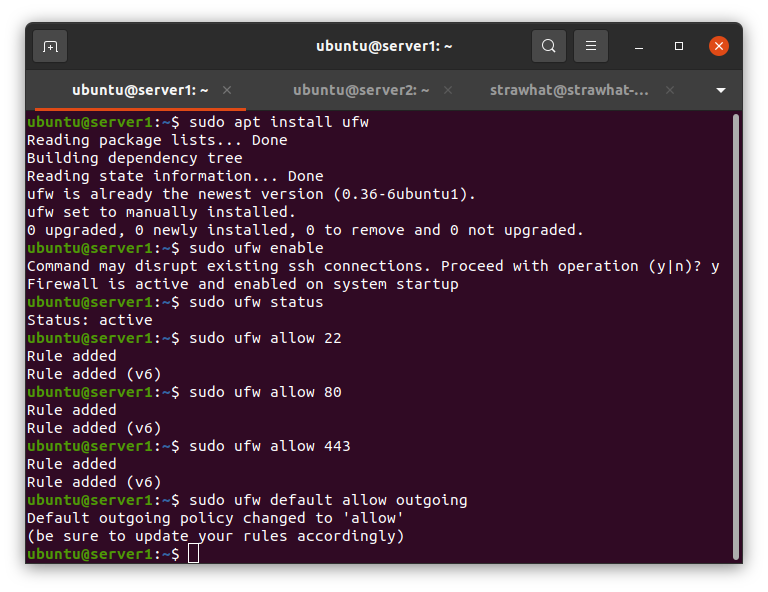 ubuntu@server1: ~
ubuntu@server1: ~ ubuntu@server2: ~ strawhat@strawhat-...
ubuntu@server1:~$ sudo apt install ufw
Reading package lists... Done
Building dependency tree
Reading state information... Done
ufw is already the newest version (0.36-6ubuntu1).
ufw set to manually installed.
0 upgraded, 0 newly installed, 0 to remove and 0 not upgraded.
ubuntu@server1:~$ sudo ufw enable
Command may disrupt existing ssh connections. Proceed with operation (y|n)? y
Firewall is active and enabled on system startup
ubuntu@server1:~$ sudo ufw status
Status: active
ubuntu@server1:~$ sudo ufw allow 22
Rule added
Rule added (v6)
ubuntu@server1:~$ sudo ufw allow 80
Rule added
Rule added (v6)
ubuntu@server1:~$ sudo ufw allow 443
Rule added
Rule added (v6)
ubuntu@server1:~$ sudo ufw default allow outgoing
Default outgoing policy changed to 'allow'
(be sure to update your rules accordingly)
ubuntu@server1:~$